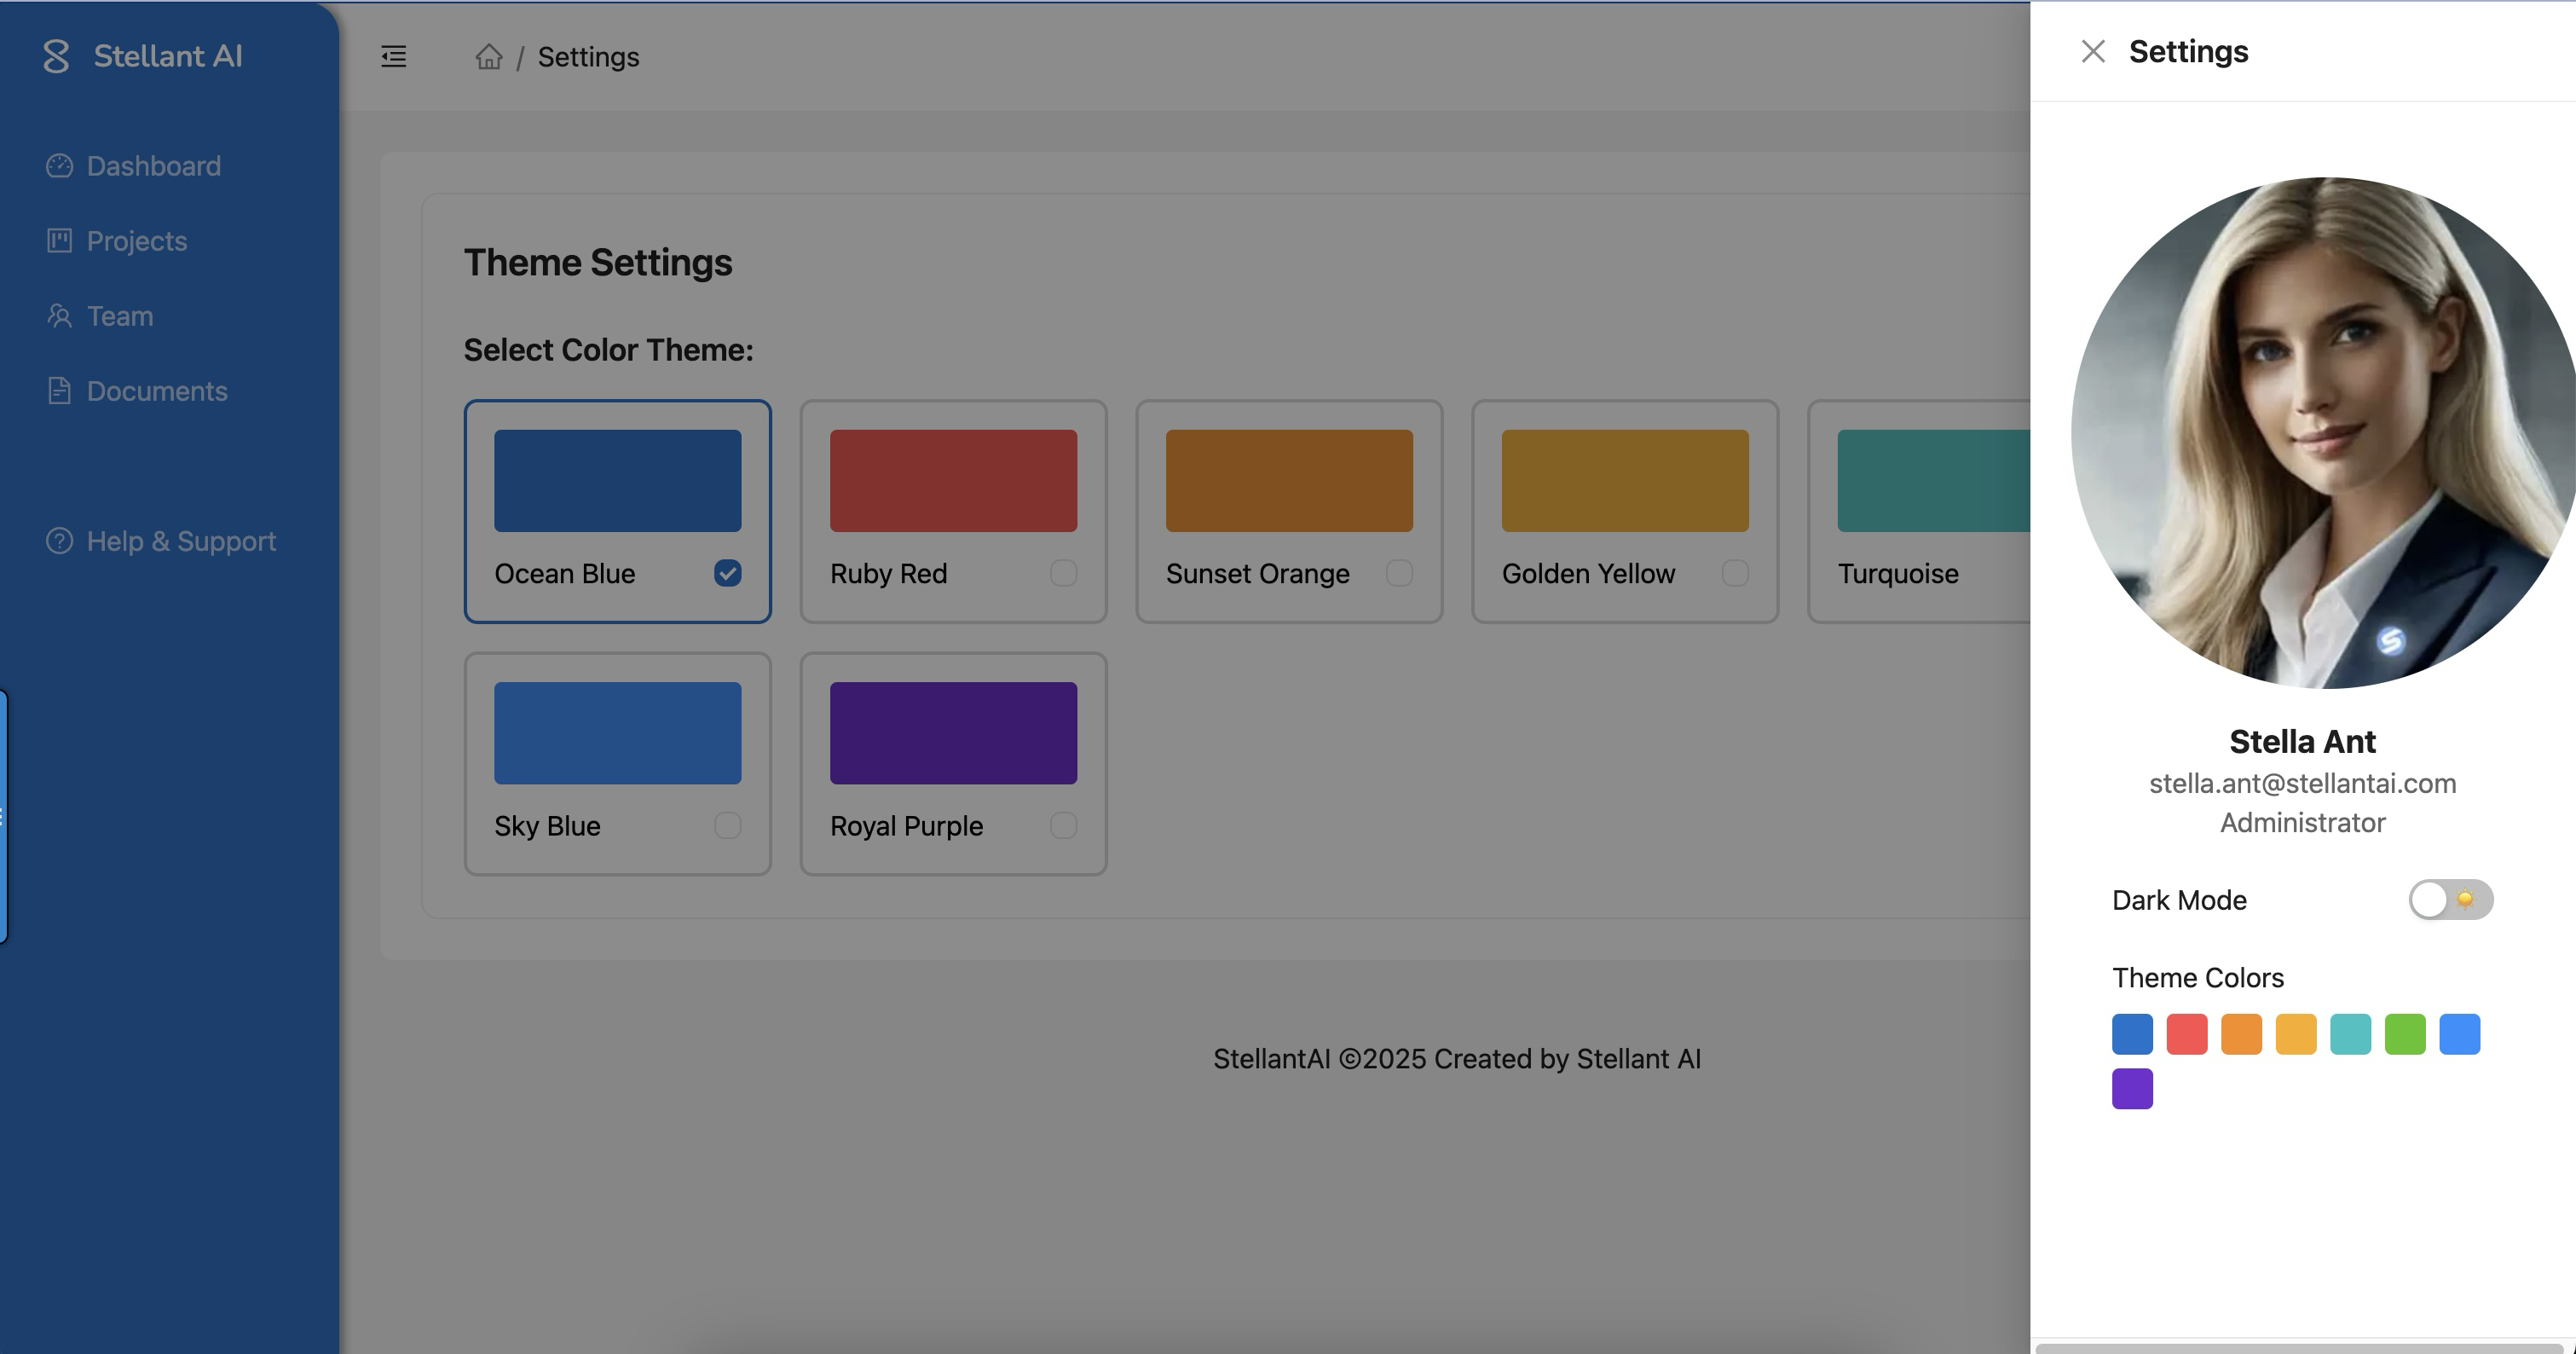 Stellant AI
Dashboard
Projects
Team
Documents
Help & Support
/ Settings
Theme Settings
Select Color Theme:
Ocean Blue
Ruby Red
Sunset Orange
Golden Yellow
Turquoise
Sky Blue
Royal Purple
StellantAI ©2025 Created by Stellant AI
Settings
S
Stella Ant
stella.ant@stellantai.com
Administrator
Dark Mode
Theme Colors